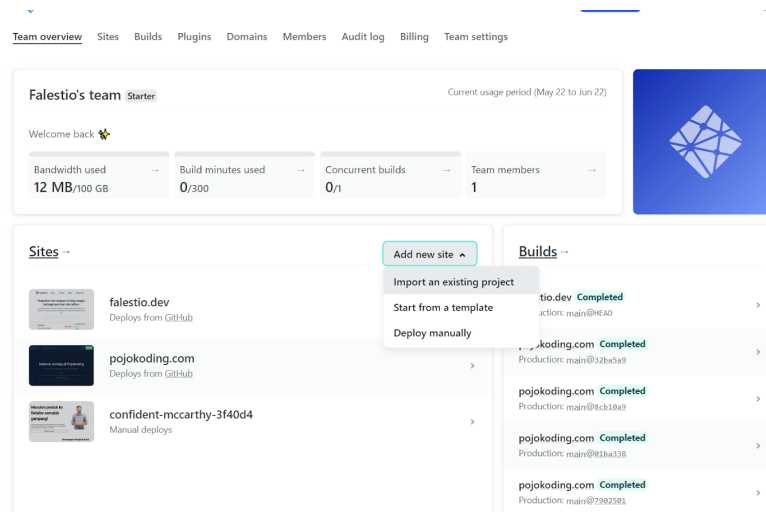 Team overview Sites Builds Plugins Domains Members Audit log Billing Team settings
Falestio's team Starter
Current usage period (May 22 to Jun 22)
Welcome back
Bandwidth used →
12 MB/100 GB
Build minutes used →
0/300
Concurrent builds →
0/1
Team members →
1
Sites →
Add new site
Import an existing project
Start from a template
Deploy manually
falestio.dev
Deploys from GitHub
pojokoding.com
Deploys from GitHub
confident-mccarthy-3f40d4
Manual deploys
Builds →
tio.dev Completed
uction: main@HEAD
pojokoding.com Completed
Production: main@32ba5a9
pojokoding.com Completed
Production: main@8cb10a9
pojokoding.com Completed
Production: main@01ba338
pojokoding.com Completed
Production: main@7902501